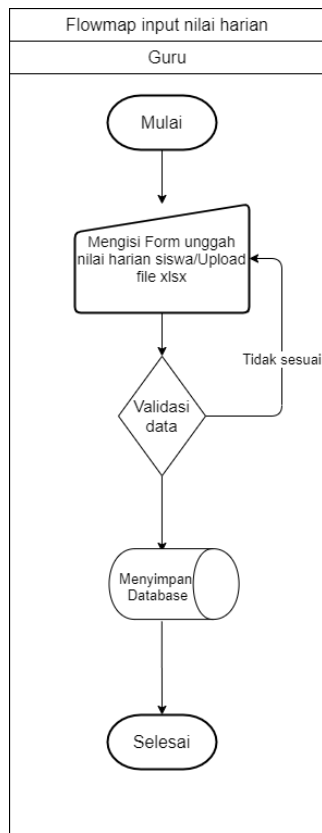 Flowmap input nilai harian
Guru
Mulai
Mengisi Form unggah
nilai harian siswa/Upload
file xlsx
Tidak sesuai
Validasi
data
Menyimpan
Database
Selesai